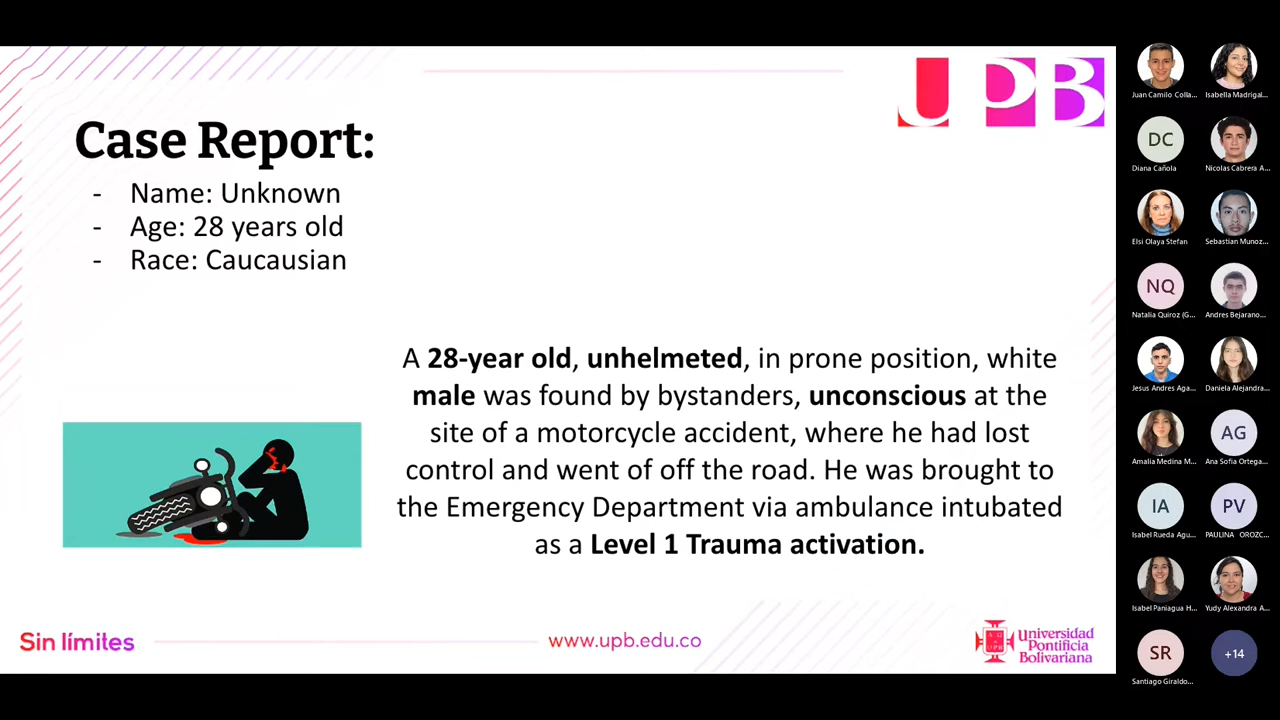 UPB
Case Report:
- Name: Unknown
- Age: 28 years old
- Race: Caucausian
A 28-year old, unhelmeted, in prone position, white
male was found by bystanders, unconscious at the
site of a motorcycle accident, where he had lost
control and went of off the road. He was brought to
the Emergency Department via ambulance intubated
as a Level 1 Trauma activation.
Sin límites
www.upb.edu.co
Universidad
Pontificia
Bolivariana
Juan Camilo Colla...
Isabella Madrigal...
DC
Diana Cañola
Nicolas Cabrera A...
Elsi Olaya Stefan
Sebastian Munoz...
NQ
Natalia Quiroz (G...
Andres Bejarano...
Jesus Andres Aga...
Daniela Alejandra...
Amalia Medina M...
AG
Ana Sofia Ortega...
IA
Isabel Rueda Agu...
PV
PAULINA OROZC...
Isabel Paniagua H...
Yudy Alexandra A...
SR
Santiago Giraldo...
+14